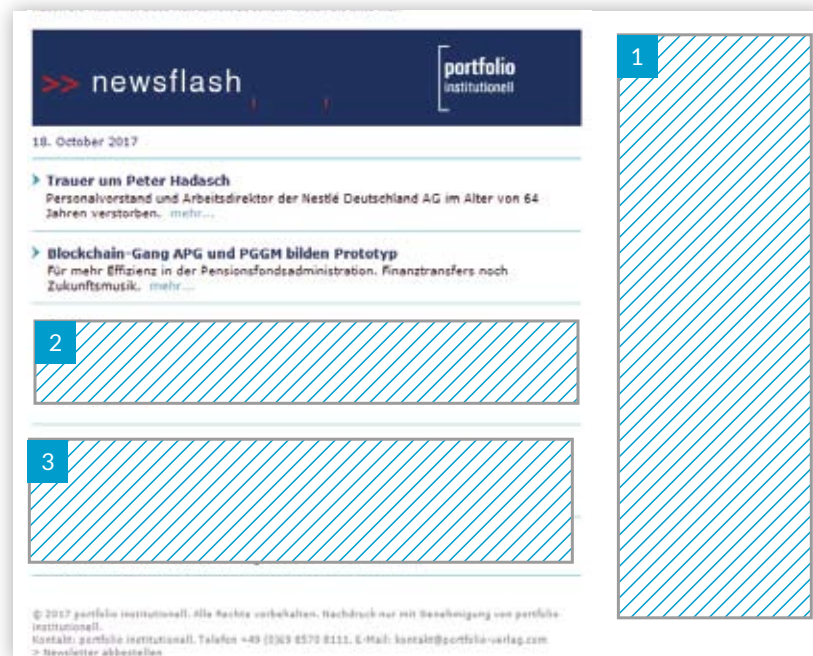 >> newsflash
portfolio
institutionell
18. October 2017
Trauer um Peter Hadasch
Personalvorstand und Arbeitsdirektor der Nestlé Deutschland AG im Alter von 64
Jahren verstorben. mehr...
Blockchain-Gang APG und PGGM bilden Prototyp
Für mehr Effizienz in der Pensionsfondsadministration. Finanztransfers noch
Zukunftsmusik. mehr...
1
2
3
© 2017 portfolio institutionell. Alle Rechte vorbehalten. Nachdruck nur mit Genehmigung von portfolio
institutionell.
Kontakt: portfolio institutionell. Telefon +49 (0)69 8570 8111. E-Mail: kontakt@portfolio-verlag.com
> Newsletter abbestellen